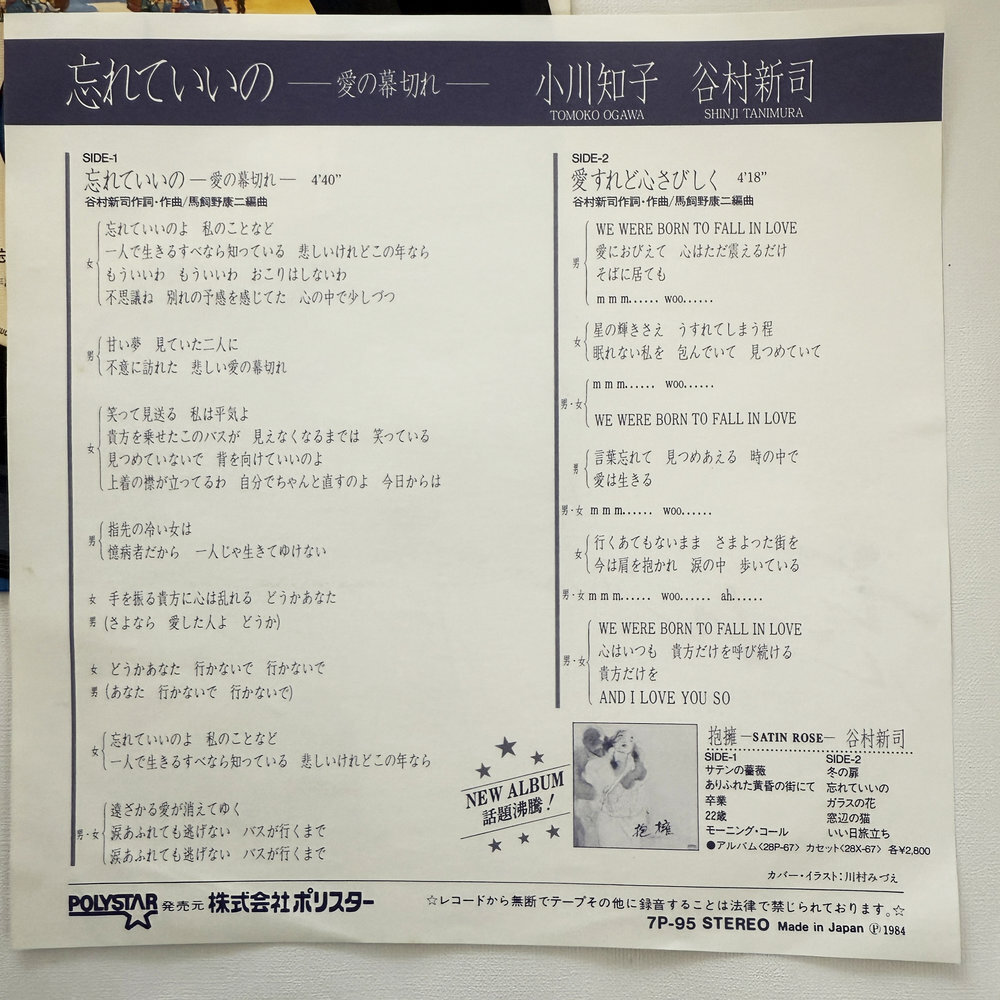 忘れていいの —愛の幕切れ— 小川知子 谷村新司
TOMOKO OGAWA SHINJI TANIMURA
SIDE-1
忘れていいの —愛の幕切れ— 4'40"
谷村新司作詞・作曲/馬飼野康二編曲
女
忘れていいのよ 私のことなど
一人で生きるすべなら知っている 悲しいけれどこの年なら
もういいわ もういいわ おこりはしないわ
不思議ね 別れの予感を感じてた 心の中で少しづつ
男
甘い夢 見ていた二人に
不意に訪れた 悲しい愛の幕切れ
女
笑って見送る 私は平気よ
貴方を乗せたこのバスが 見えなくなるまでは 笑っている
見つめていないで 背を向けていいのよ
上着の襟が立ってるわ 自分でちゃんと直すのよ 今日からは
男
指先の冷い女は
憶病者だから 一人じゃ生きてゆけない
女 手を振る貴方に心は乱れる どうかあなた
男 (さよなら 愛した人よ どうか)
女 どうかあなた 行かないで 行かないで
男 (あなた 行かないで 行かないで)
女
忘れていいのよ 私のことなど
一人で生きるすべなら知っている 悲しいけれどこの年なら
男・女
遠ざかる愛が消えてゆく
涙あふれても逃げない バスが行くまで
涙あふれても逃げない バスが行くまで
SIDE-2
愛すれど心さびしく 4'18"
谷村新司作詞・作曲/馬飼野康二編曲
男
WE WERE BORN TO FALL IN LOVE
愛におびえて 心はただ震えるだけ
そばに居ても
m m m…… woo……
女
星の輝きさえ うすれてしまう程
眠れない私を 包んでいて 見つめていて
男・女
m m m…… woo……
WE WERE BORN TO FALL IN LOVE
男
言葉忘れて 見つめあえる 時の中で
愛は生きる
男・女 m m m…… woo……
女
行くあてもないまま さまよった街を
今は肩を抱かれ 涙の中 歩いている
男・女 m m m…… woo…… ah……
男・女
WE WERE BORN TO FALL IN LOVE
心はいつも 貴方だけを呼び続ける
貴方だけを
AND I LOVE YOU SO
NEW ALBUM
話題沸騰!
抱擁
抱擁 —SATIN ROSE— 谷村新司
SIDE-1
サテンの薔薇
ありふれた黄昏の街にて
卒業
22歳
モーニング・コール
SIDE-2
冬の扉
忘れていいの
ガラスの花
窓辺の猫
いい日旅立ち
●アルバム〈28P-67〉 カセット〈28X-67〉 各¥2,800
カバー・イラスト：川村みづえ
POLYSTAR 発売元 株式会社ポリスター
☆レコードから無断でテープその他に録音することは法律で禁じられております。☆
7P-95 STEREO Made in Japan Ⓟ1984